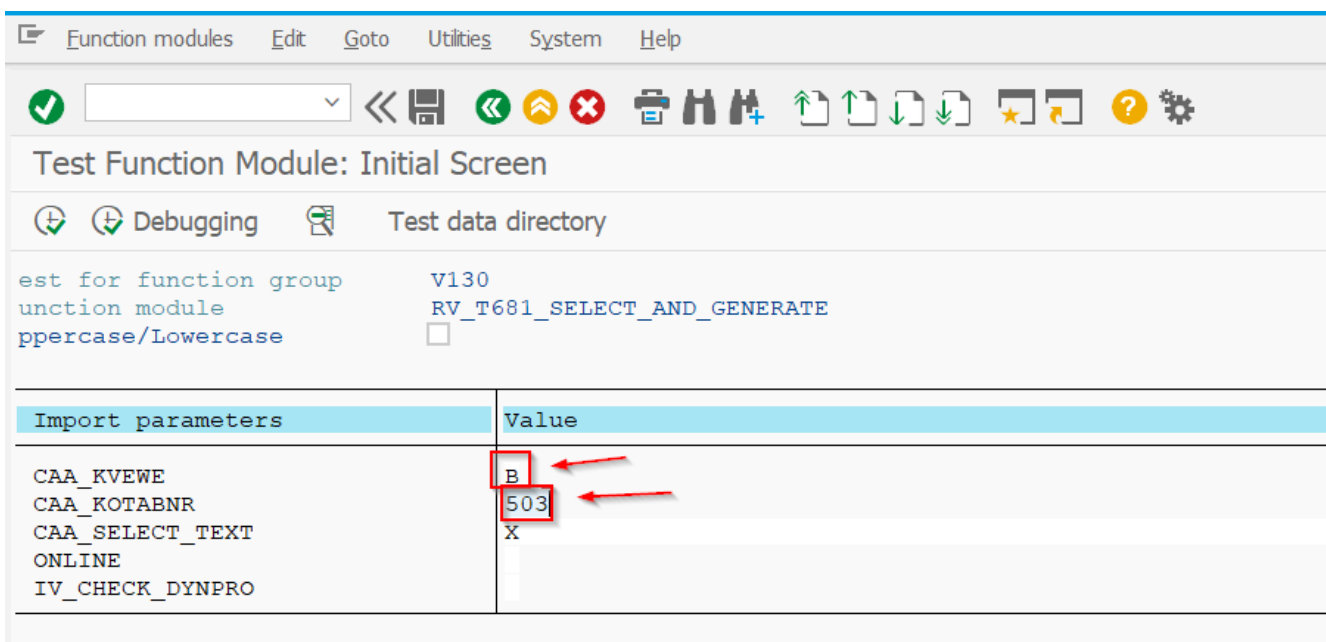 Function modules Edit Goto Utilities System Help
Test Function Module: Initial Screen
Debugging Test data directory
est for function group V130
unction module RV_T681_SELECT_AND_GENERATE
ppercase/Lowercase
Import parameters Value
CAA_KVEWE B
CAA_KOTABNR 503
CAA_SELECT_TEXT X
ONLINE
IV_CHECK_DYNPRO